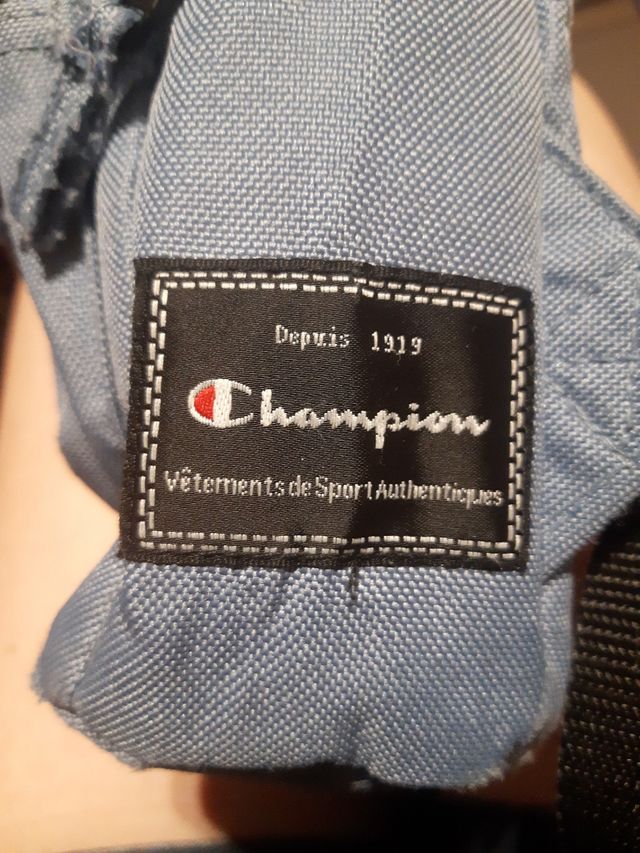 Depuis 1919
Champion
Vêtements de Sport Authentiques